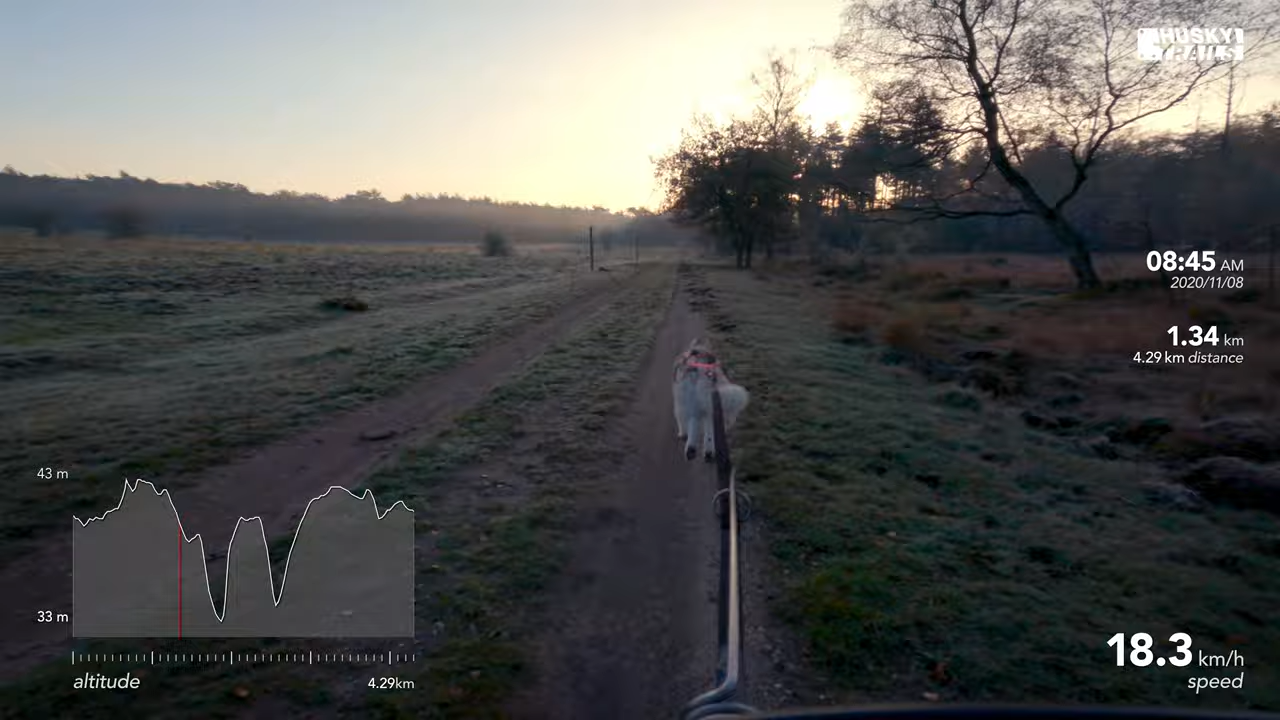 HUSKY
TRAILS
08:45 AM
2020/11/08
1.34 km
4.29 km distance
43 m
33 m
altitude
4.29km
18.3 km/h
speed